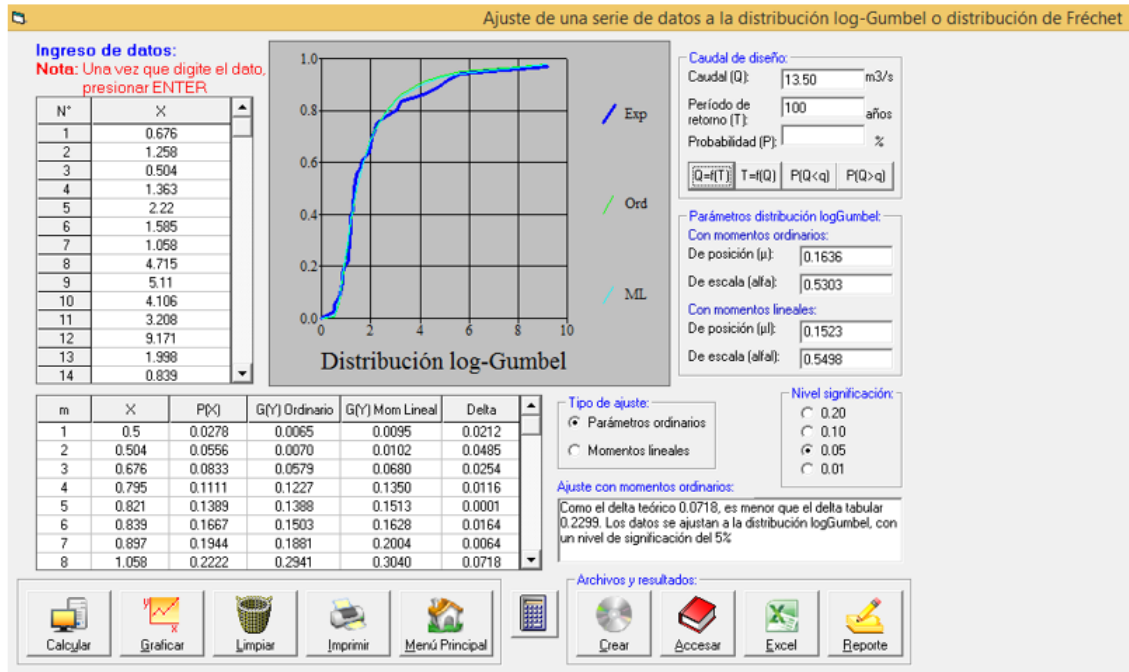 Ajuste de una serie de datos a la distribución log-Gumbel o distribución de Fréchet
Ingreso de datos:
Nota: Una vez que digite el dato,
presionar ENTER
N° X
1 0.676
2 1.258
3 0.504
4 1.363
5 2.22
6 1.585
7 1.058
8 4.715
9 5.11
10 4.106
11 3.208
12 9.171
13 1.998
14 0.839
1.0
0.8
0.6
0.4
0.2
0.0
0 2 4 6 8 10
Exp
Ord
ML
Distribución log-Gumbel
Caudal de diseño:
Caudal (Q): 13.50 m3/s
Período de
retorno (T): 100 años
Probabilidad (P): %
Q=f(T) T=f(Q) P(Q<q) P(Q>q)
Parámetros distribución logGumbel:
Con momentos ordinarios:
De posición (μ): 0.1636
De escala (alfa): 0.5303
Con momentos lineales:
De posición (μl): 0.1523
De escala (alfal): 0.5498
m X P(X) G(Y) Ordinario G(Y) Mom Lineal Delta
1 0.5 0.0278 0.0065 0.0095 0.0212
2 0.504 0.0556 0.0070 0.0102 0.0485
3 0.676 0.0833 0.0579 0.0680 0.0254
4 0.795 0.1111 0.1227 0.1350 0.0116
5 0.821 0.1389 0.1388 0.1513 0.0001
6 0.839 0.1667 0.1503 0.1628 0.0164
7 0.897 0.1944 0.1881 0.2004 0.0064
8 1.058 0.2222 0.2941 0.3040 0.0718
Tipo de ajuste:
Parámetros ordinarios
Momentos lineales
Nivel significación:
0.20
0.10
0.05
0.01
Ajuste con momentos ordinarios:
Como el delta teórico 0.0718, es menor que el delta tabular
0.2299. Los datos se ajustan a la distribución logGumbel, con
un nivel de significación del 5%
Calcular Graficar Limpiar Imprimir Menú Principal
Archivos y resultados:
Crear Accesar Excel Reporte